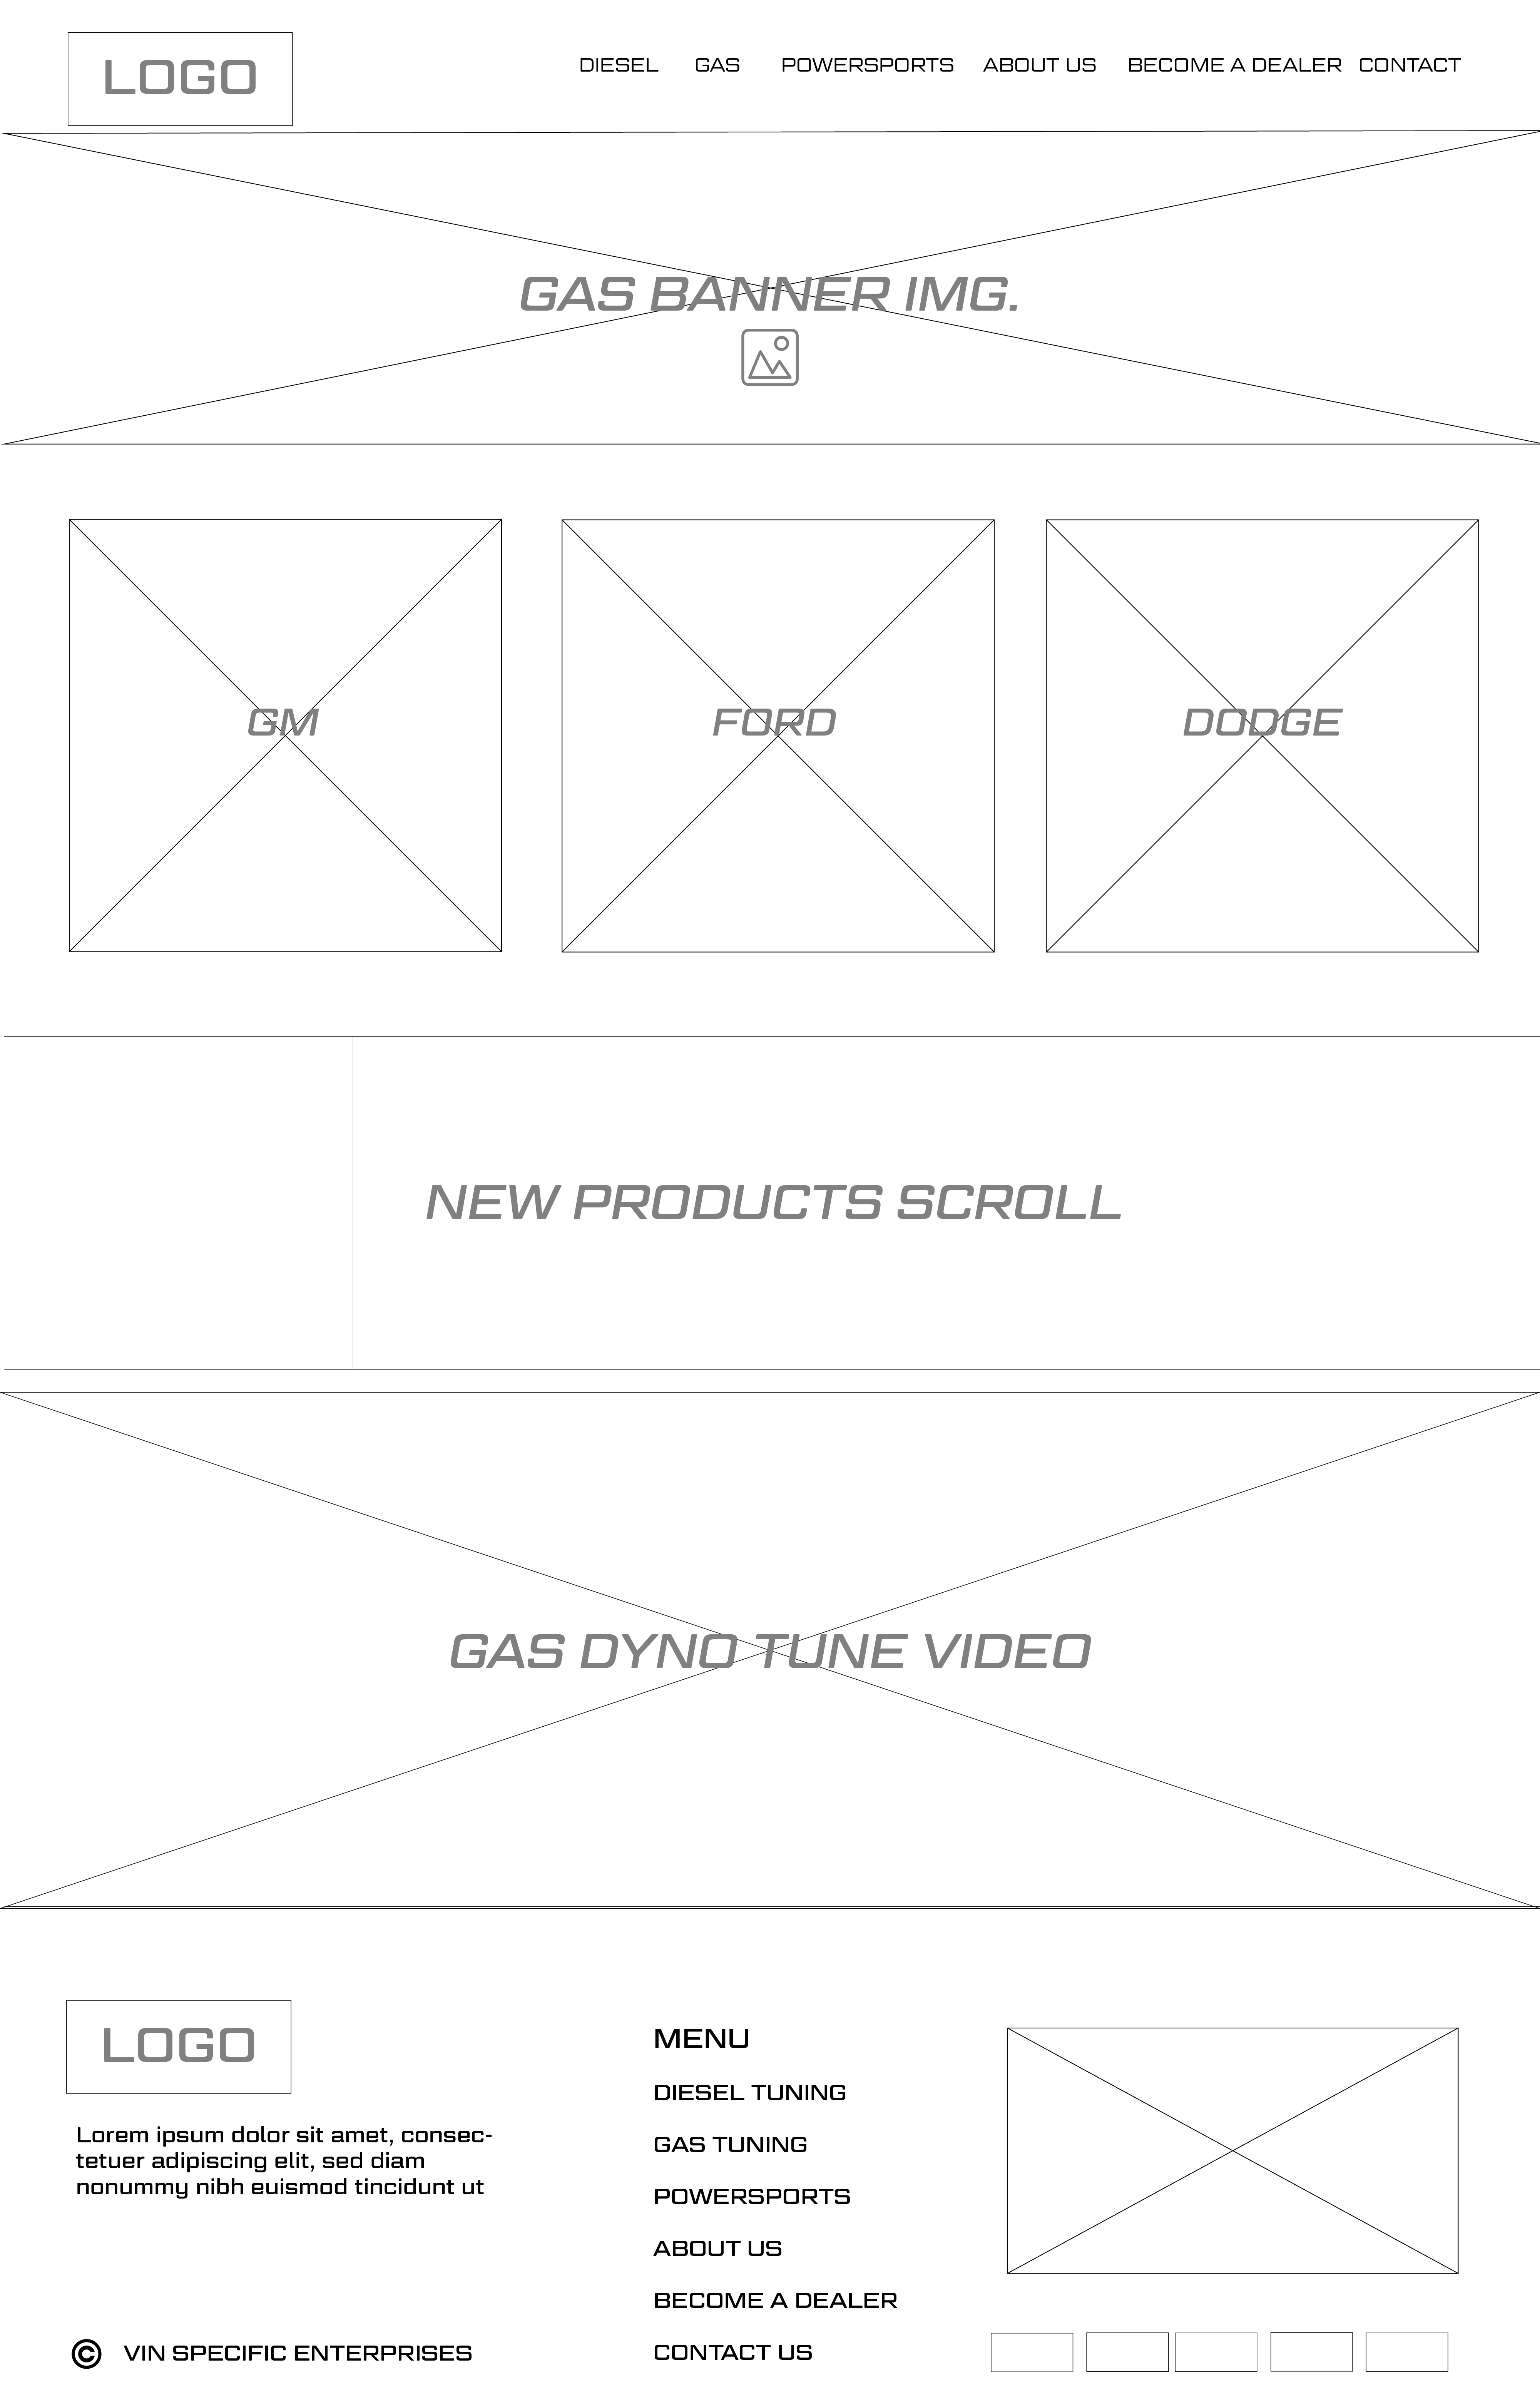 LOGO
DIESEL GAS POWERSPORTS ABOUT US BECOME A DEALER CONTACT
GAS BANNER IMG.
GM
FORD
DODGE
NEW PRODUCTS SCROLL
GAS DYNO TUNE VIDEO
LOGO
Lorem ipsum dolor sit amet, consec-
tetuer adipiscing elit, sed diam
nonummy nibh euismod tincidunt ut
© VIN SPECIFIC ENTERPRISES
MENU
DIESEL TUNING
GAS TUNING
POWERSPORTS
ABOUT US
BECOME A DEALER
CONTACT US